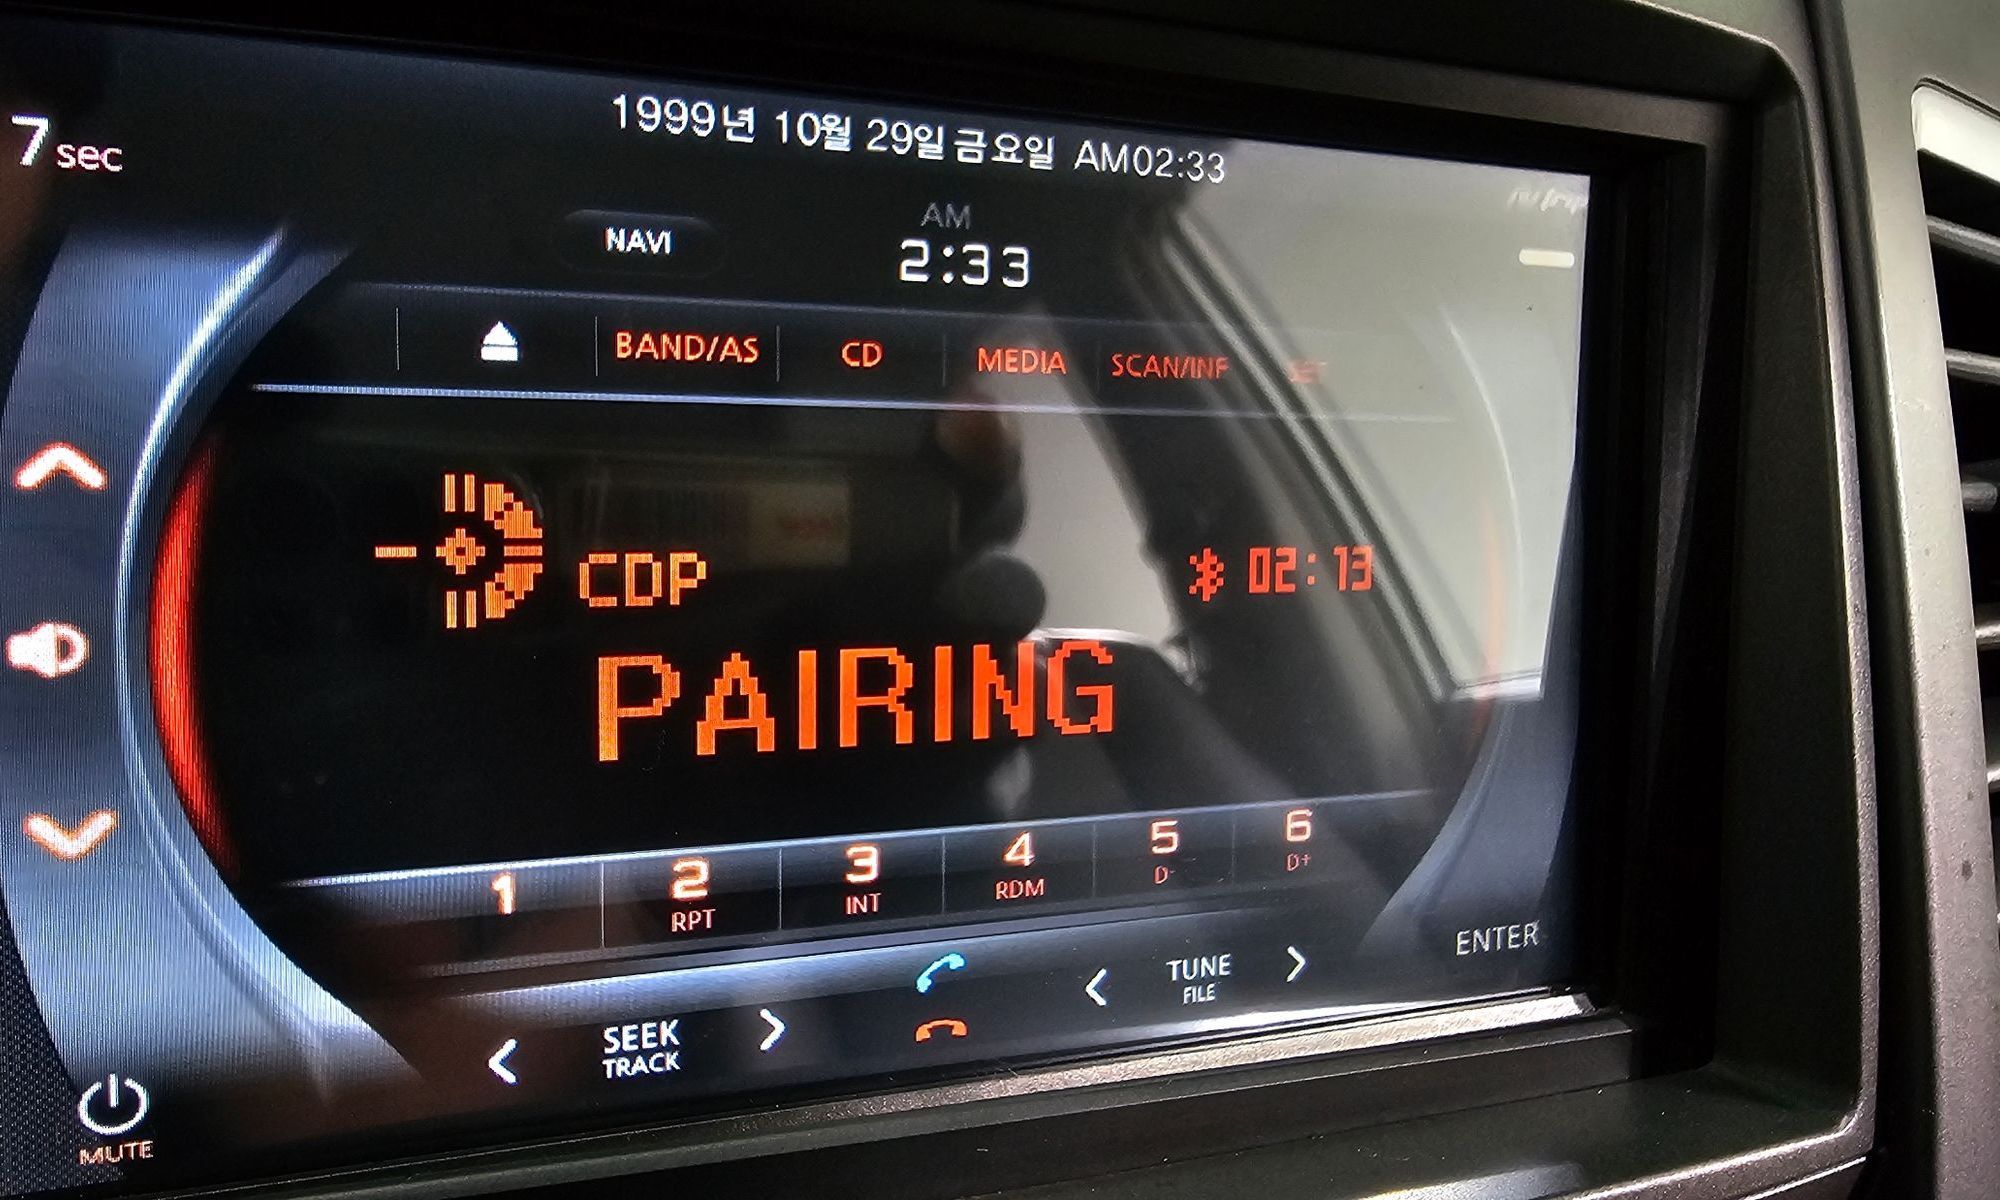 7 sec
1999년 10월 29일 금요일 AM02:33
NAVI
AM
2:33
BAND/AS
CD
MEDIA
SCAN/INF
CDP
02:13
PAIRING
1
2
RPT
3
INT
4
RDM
5
D-
6
D+
SEEK
TRACK
TUNE
FILE
ENTER
MUTE